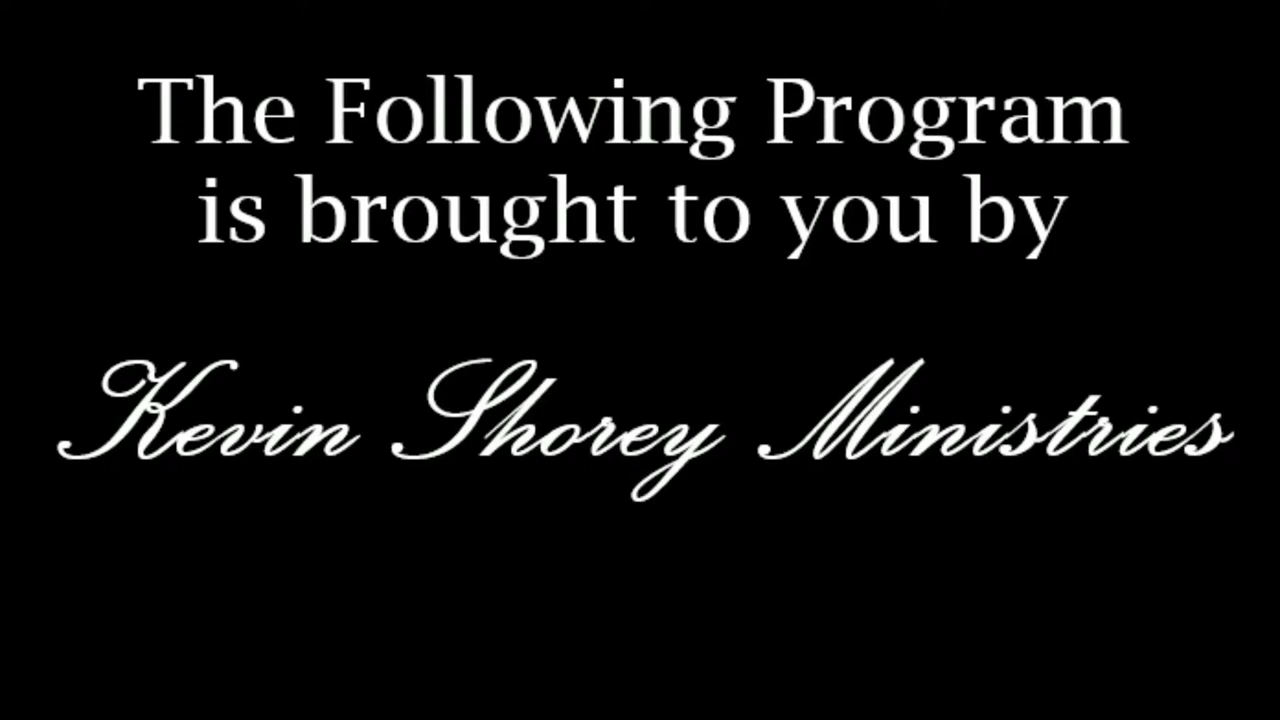 The Following Program
is brought to you by
Kevin Shorey Ministries